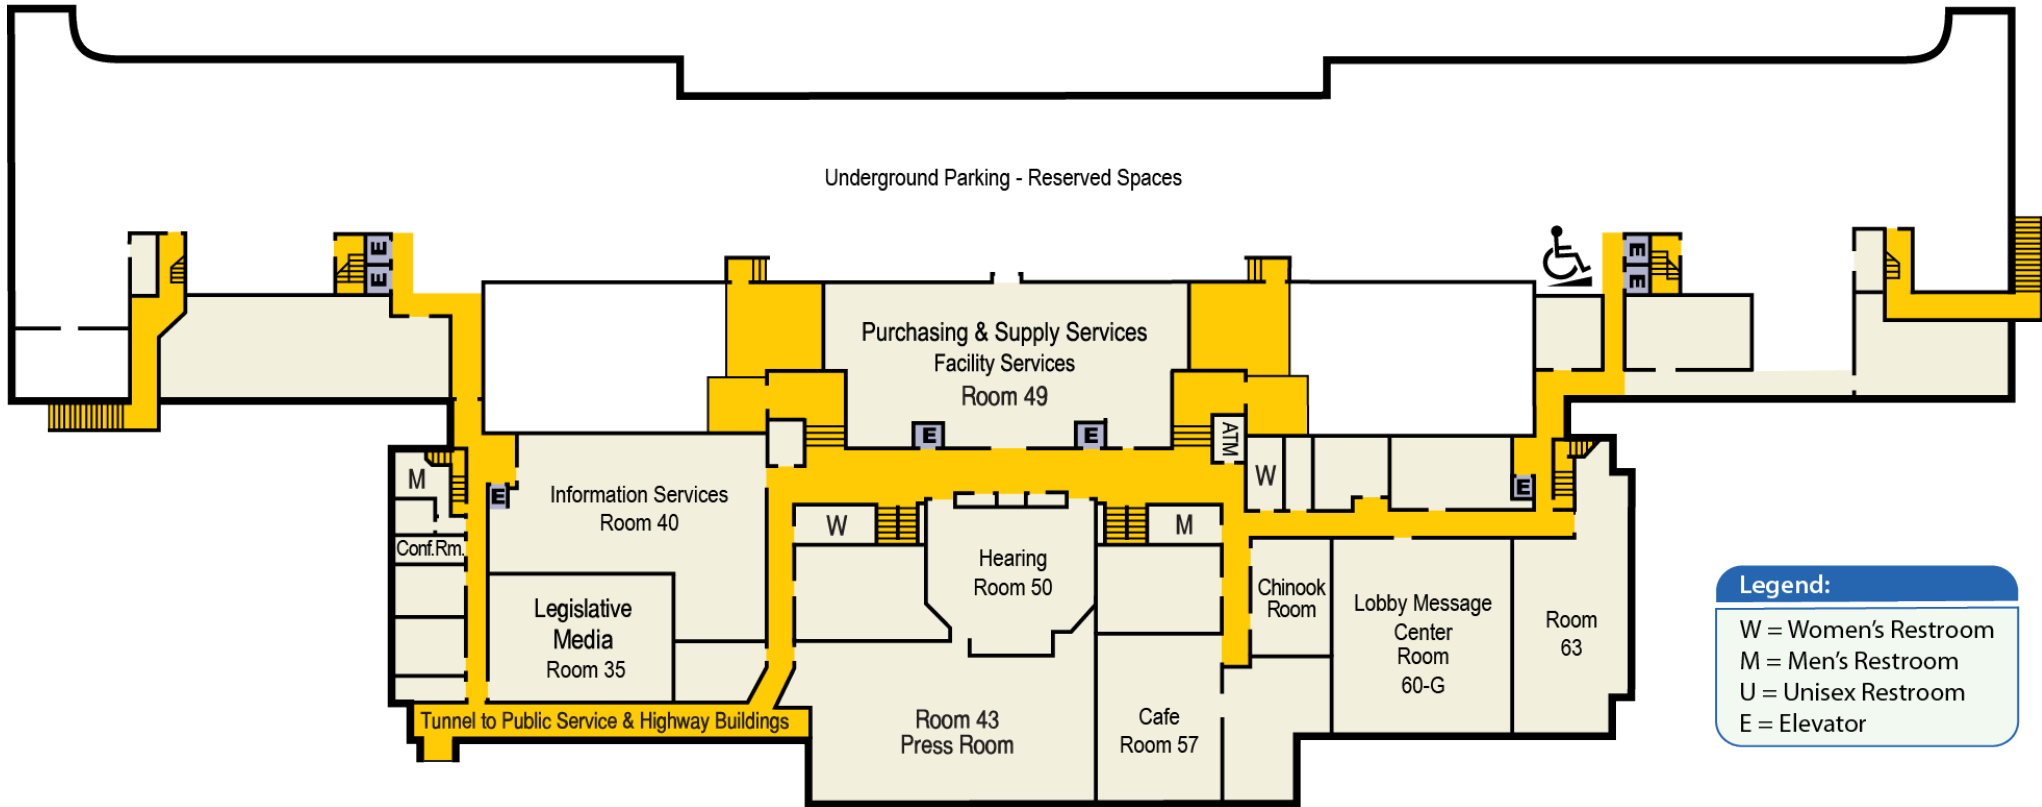 Underground Parking - Reserved Spaces
E
E
E
E
Purchasing & Supply Services
Facility Services
Room 49
E
E
ATM
M
E
Information Services
Room 40
W
E
W
M
Conf.Rm.
Hearing
Room 50
Chinook
Room
Legislative
Media
Room 35
Lobby Message
Center
Room
60-G
Room
63
Tunnel to Public Service & Highway Buildings
Room 43
Press Room
Cafe
Room 57
Legend:
W = Women's Restroom
M = Men's Restroom
U = Unisex Restroom
E = Elevator